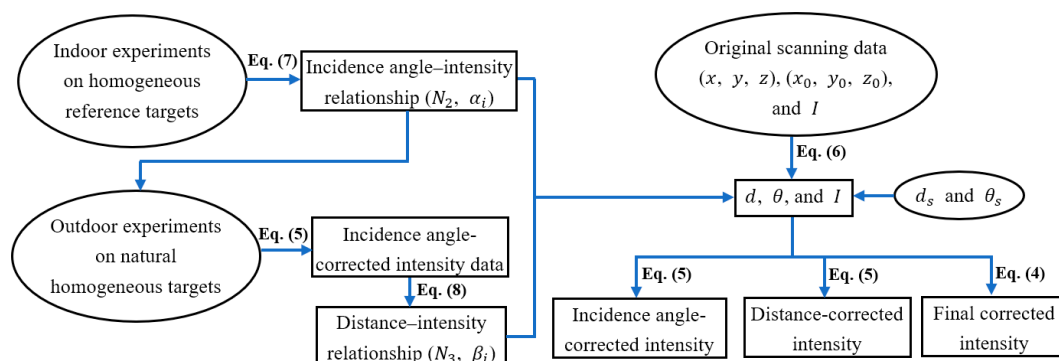 Indoor experiments
on homogeneous
reference targets
Eq. (7)
Incidence angle–intensity
relationship (N₂, αᵢ)
Outdoor experiments
on natural
homogeneous targets
Eq. (5)
Incidence angle-
corrected intensity data
Eq. (8)
Distance–intensity
relationship (N₃, βᵢ)
Original scanning data
(x, y, z), (x₀, y₀, z₀),
and I
Eq. (6)
d, θ, and I
dₛ and θₛ
Eq. (5)
Incidence angle-
corrected intensity
Eq. (5)
Distance-corrected
intensity
Eq. (4)
Final corrected
intensity